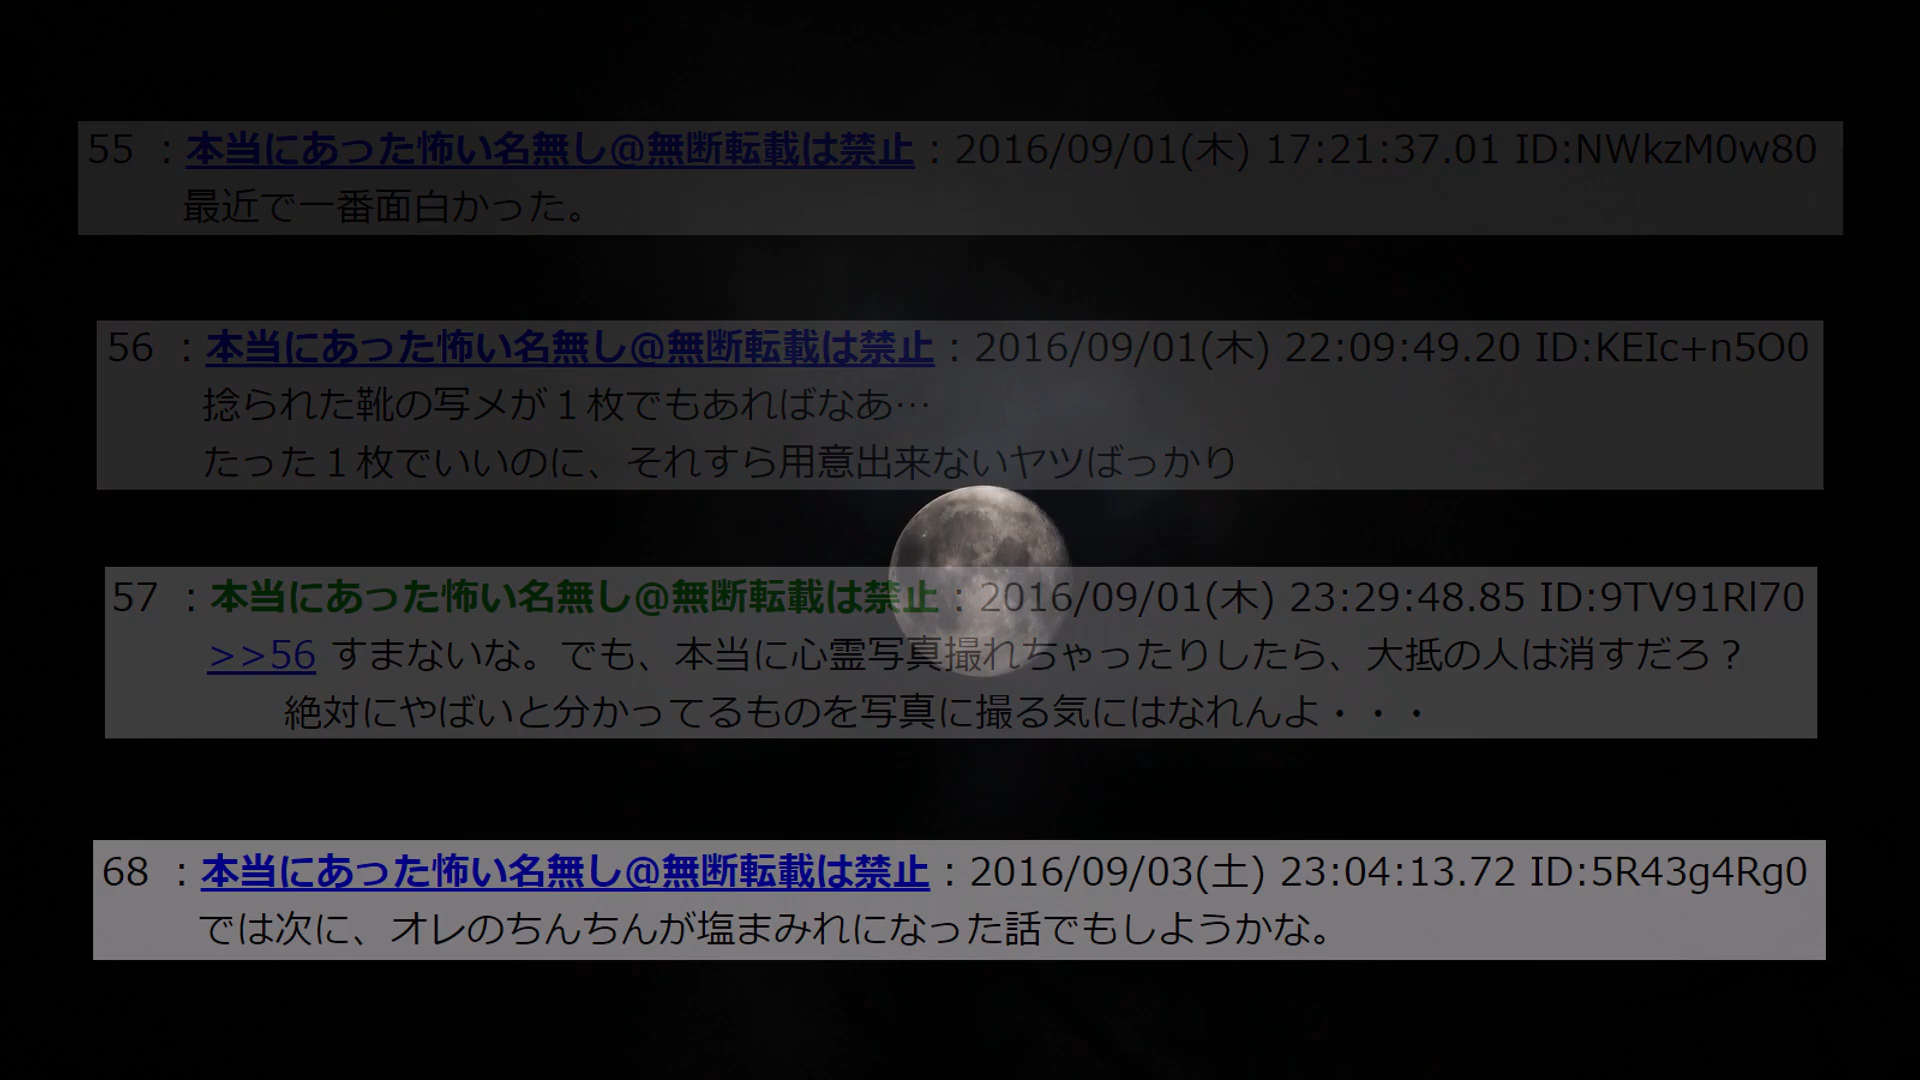 55 ：本当にあった怖い名無し@無断転載は禁止：2016/09/01(木) 17:21:37.01 ID:NWkzM0w80
最近で一番面白かった。
56 ：本当にあった怖い名無し@無断転載は禁止：2016/09/01(木) 22:09:49.20 ID:KEIc+n5O0
捻られた靴の写メが１枚でもあればなあ…
たった１枚でいいのに、それすら用意出来ないヤツばっかり
57 ：本当にあった怖い名無し@無断転載は禁止：2016/09/01(木) 23:29:48.85 ID:9TV91Rl70
>>56 すまないな。でも、本当に心霊写真撮れちゃったりしたら、大抵の人は消すだろ？
絶対にやばいと分かってるものを写真に撮る気にはなれんよ・・・
68 ：本当にあった怖い名無し@無断転載は禁止：2016/09/03(土) 23:04:13.72 ID:5R43g4Rg0
では次に、オレのちんちんが塩まみれになった話でもしようかな。